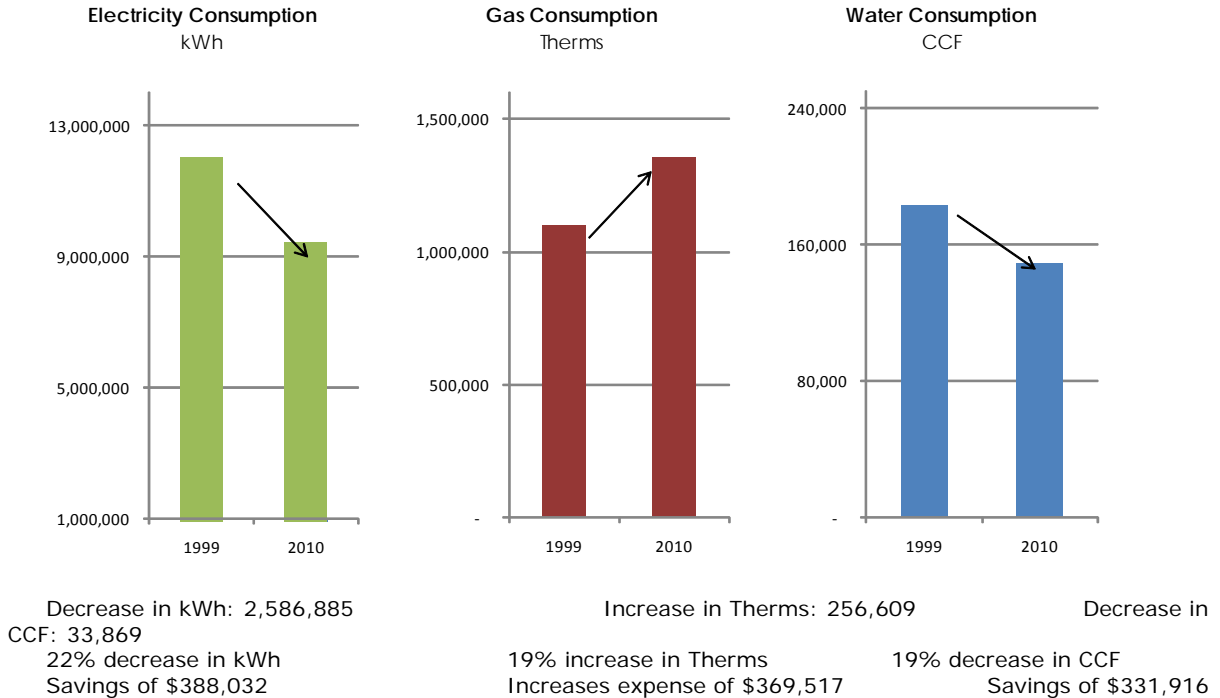 Electricity Consumption
kWh
13,000,000
9,000,000
5,000,000
1,000,000
1999 2010
Gas Consumption
Therms
1,500,000
1,000,000
500,000
-
1999 2010
Water Consumption
CCF
240,000
160,000
80,000
-
1999 2010
Decrease in kWh: 2,586,885 Increase in Therms: 256,609 Decrease in
CCF: 33,869
22% decrease in kWh 19% increase in Therms 19% decrease in CCF
Savings of $388,032 Increases expense of $369,517 Savings of $331,916